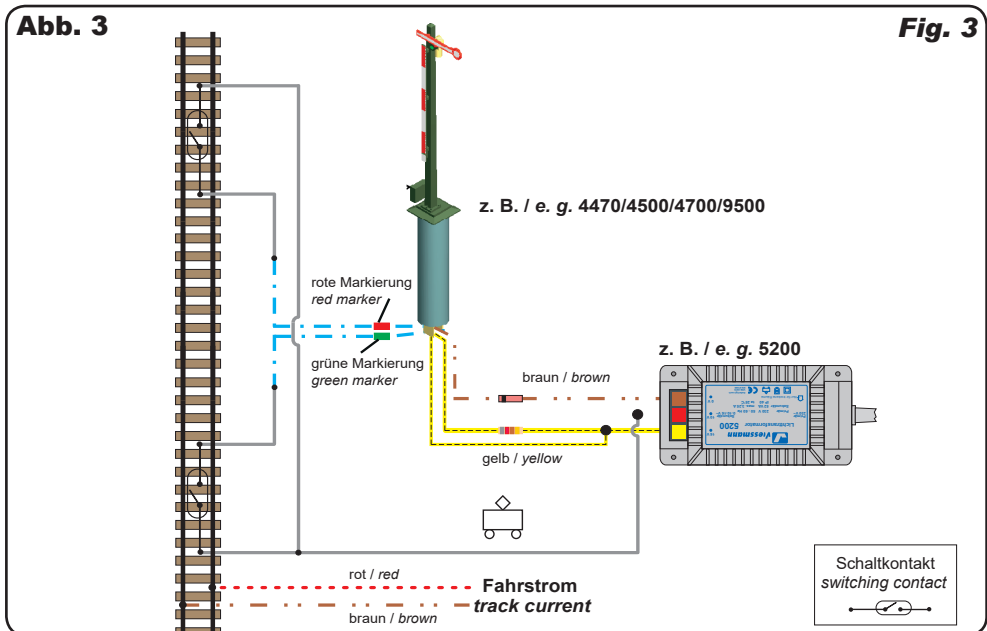 Abb. 3
Fig. 3
z. B. / e. g. 4470/4500/4700/9500
rote Markierung
red marker
grüne Markierung
green marker
z. B. / e. g. 5200
braun / brown
Viessmann
Lichttransformator
5200
gelb / yellow
rot / red
Fahrstrom
track current
braun / brown
Schaltkontakt
switching contact